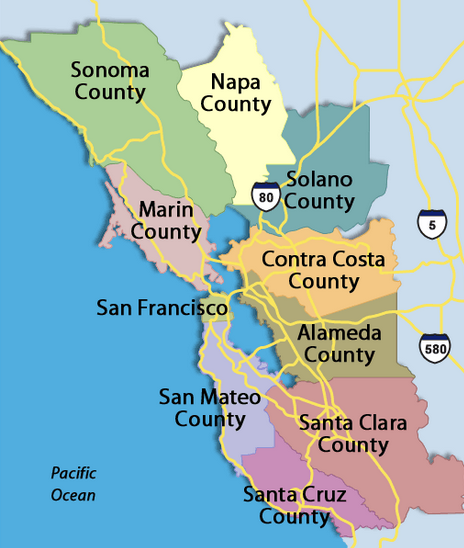 Sonoma
County
Napa
County
80
Solano
County
Marin
County
5
Contra Costa
County
San Francisco
Alameda
County
580
San Mateo
County
Santa Clara
County
Pacific
Ocean
Santa Cruz
County